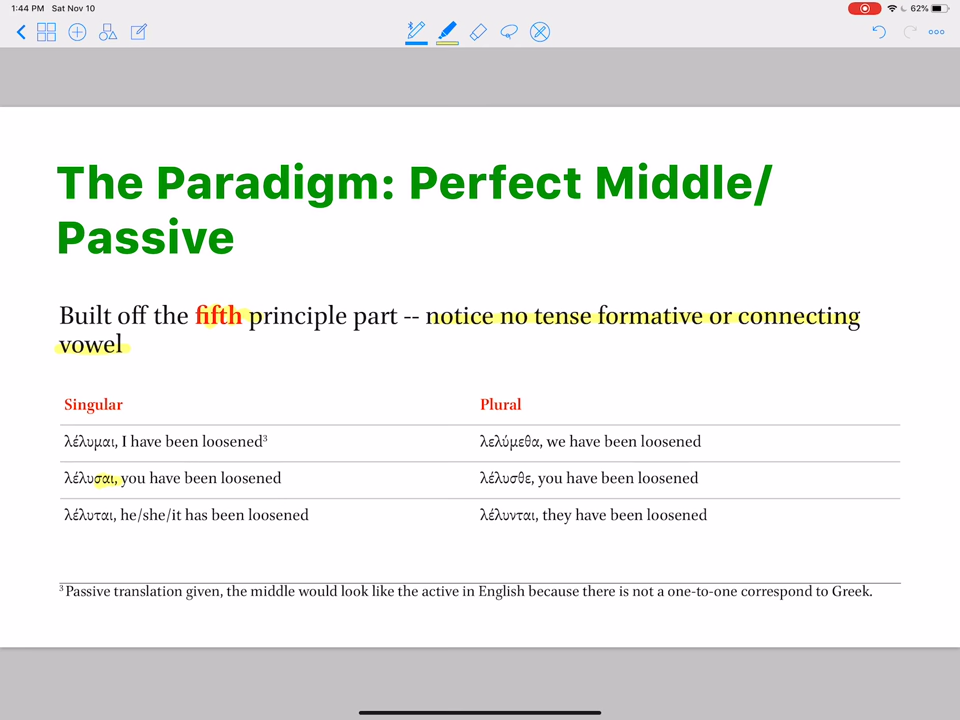 1:44 PM Sat Nov 10
62%
The Paradigm: Perfect Middle/
Passive
Built off the fifth principle part -- notice no tense formative or connecting
vowel
Singular Plural
λέλυμαι, I have been loosened³ λελύμεθα, we have been loosened
λέλυσαι, you have been loosened λέλυσθε, you have been loosened
λέλυται, he/she/it has been loosened λέλυνται, they have been loosened
³ Passive translation given, the middle would look like the active in English because there is not a one-to-one correspond to Greek.